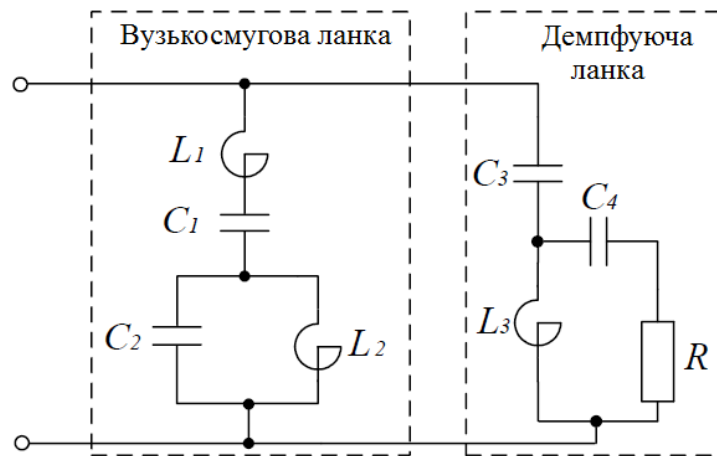 Вузькосмугова ланка
Демпфуюча
ланка
L1
C1
C2
L2
C3
C4
L3
R